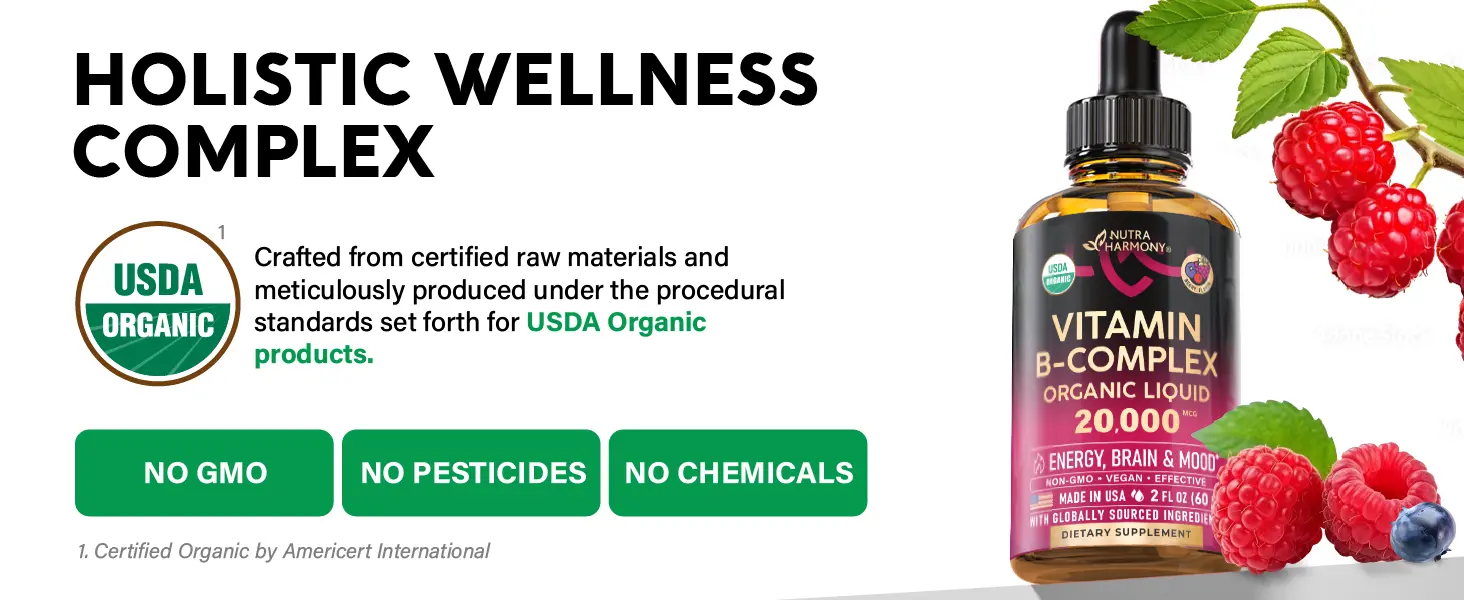 HOLISTIC WELLNESS
COMPLEX
1
USDA
ORGANIC
Crafted from certified raw materials and
meticulously produced under the procedural
standards set forth for USDA Organic
products.
NO GMO
NO PESTICIDES
NO CHEMICALS
1. Certified Organic by Americert International
NUTRA
HARMONY®
USDA
ORGANIC
VITAMIN
B-COMPLEX
ORGANIC LIQUID
20,000 MCG
ENERGY, BRAIN & MOOD
NON-GMO • VEGAN • EFFECTIVE
MADE IN USA 2 FL OZ (60
WITH GLOBALLY SOURCED
DIETARY SUPPLEMENT